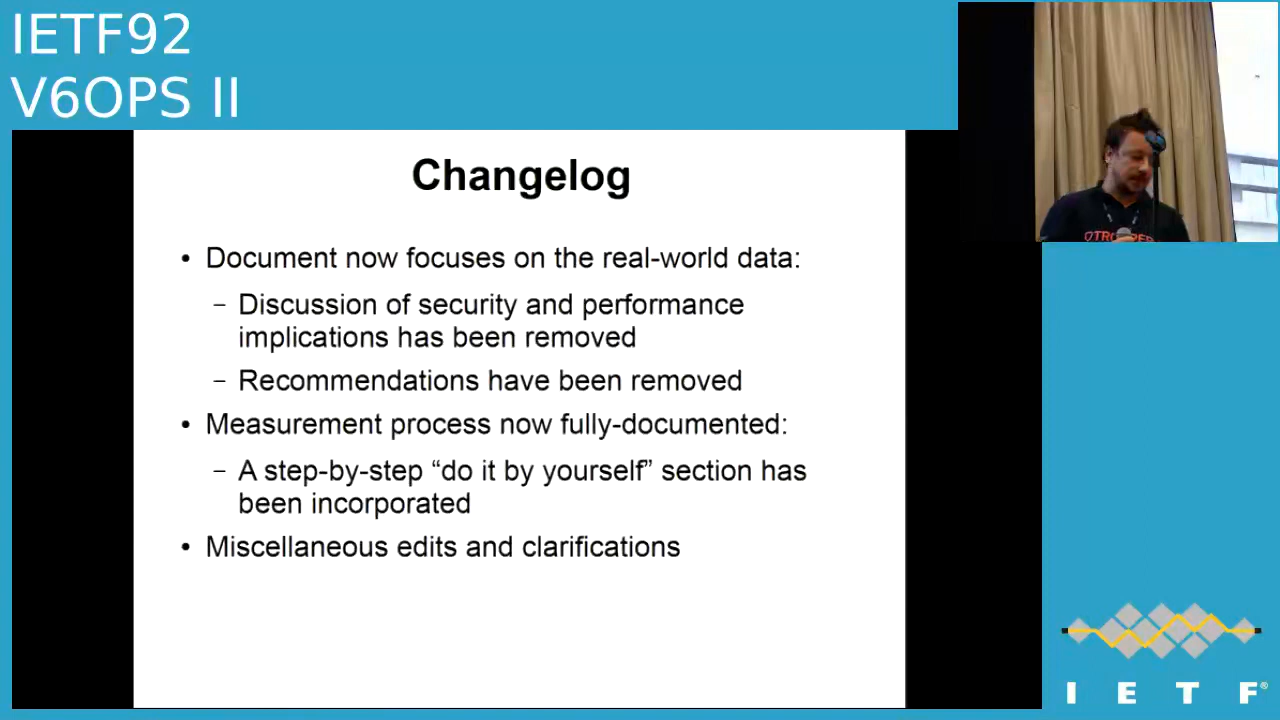 IETF92
V6OPS II
Changelog
• Document now focuses on the real-world data:
– Discussion of security and performance
implications has been removed
– Recommendations have been removed
• Measurement process now fully-documented:
– A step-by-step “do it by yourself” section has
been incorporated
• Miscellaneous edits and clarifications
I E T F®